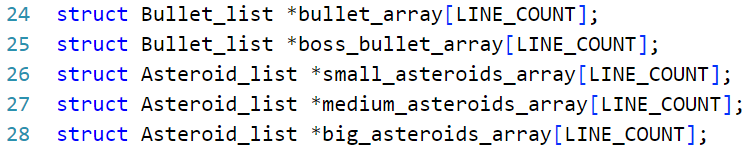 24 struct Bullet_list *bullet_array[LINE_COUNT];
25 struct Bullet_list *boss_bullet_array[LINE_COUNT];
26 struct Asteroid_list *small_asteroids_array[LINE_COUNT];
27 struct Asteroid_list *medium_asteroids_array[LINE_COUNT];
28 struct Asteroid_list *big_asteroids_array[LINE_COUNT];